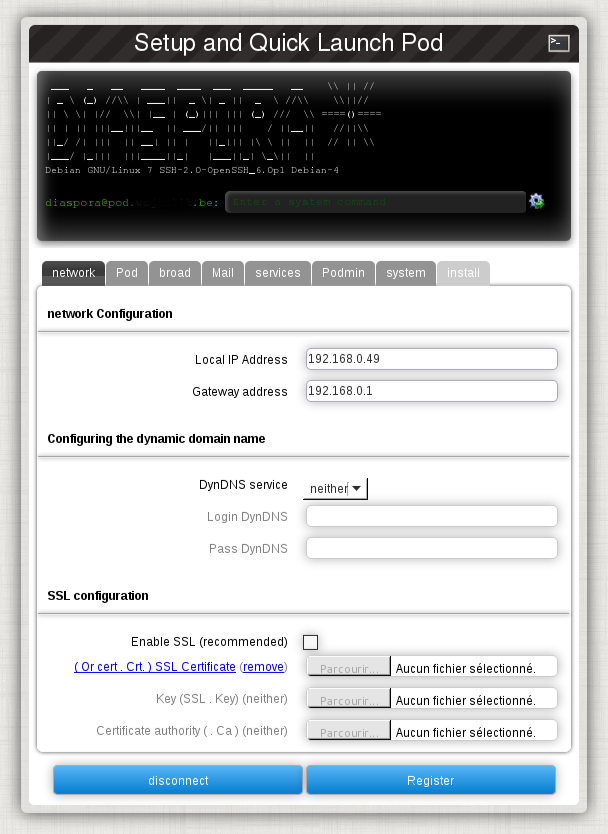 Setup and Quick Launch Pod
Debian GNU/Linux 7 SSH-2.0-OpenSSH_6.0p1 Debian-4
diaspora@pod. .be: Enter a system command
network Pod broad Mail services Podmin system install
network Configuration
Local IP Address 192.168.0.49
Gateway address 192.168.0.1
Configuring the dynamic domain name
DynDNS service neither
Login DynDNS
Pass DynDNS
SSL configuration
Enable SSL (recommended)
( Or cert . Crt. ) SSL Certificate (remove) Parcourir... Aucun fichier sélectionné.
Key (SSL . Key) (neither) Parcourir... Aucun fichier sélectionné.
Certificate authority ( . Ca ) (neither) Parcourir... Aucun fichier sélectionné.
disconnect Register